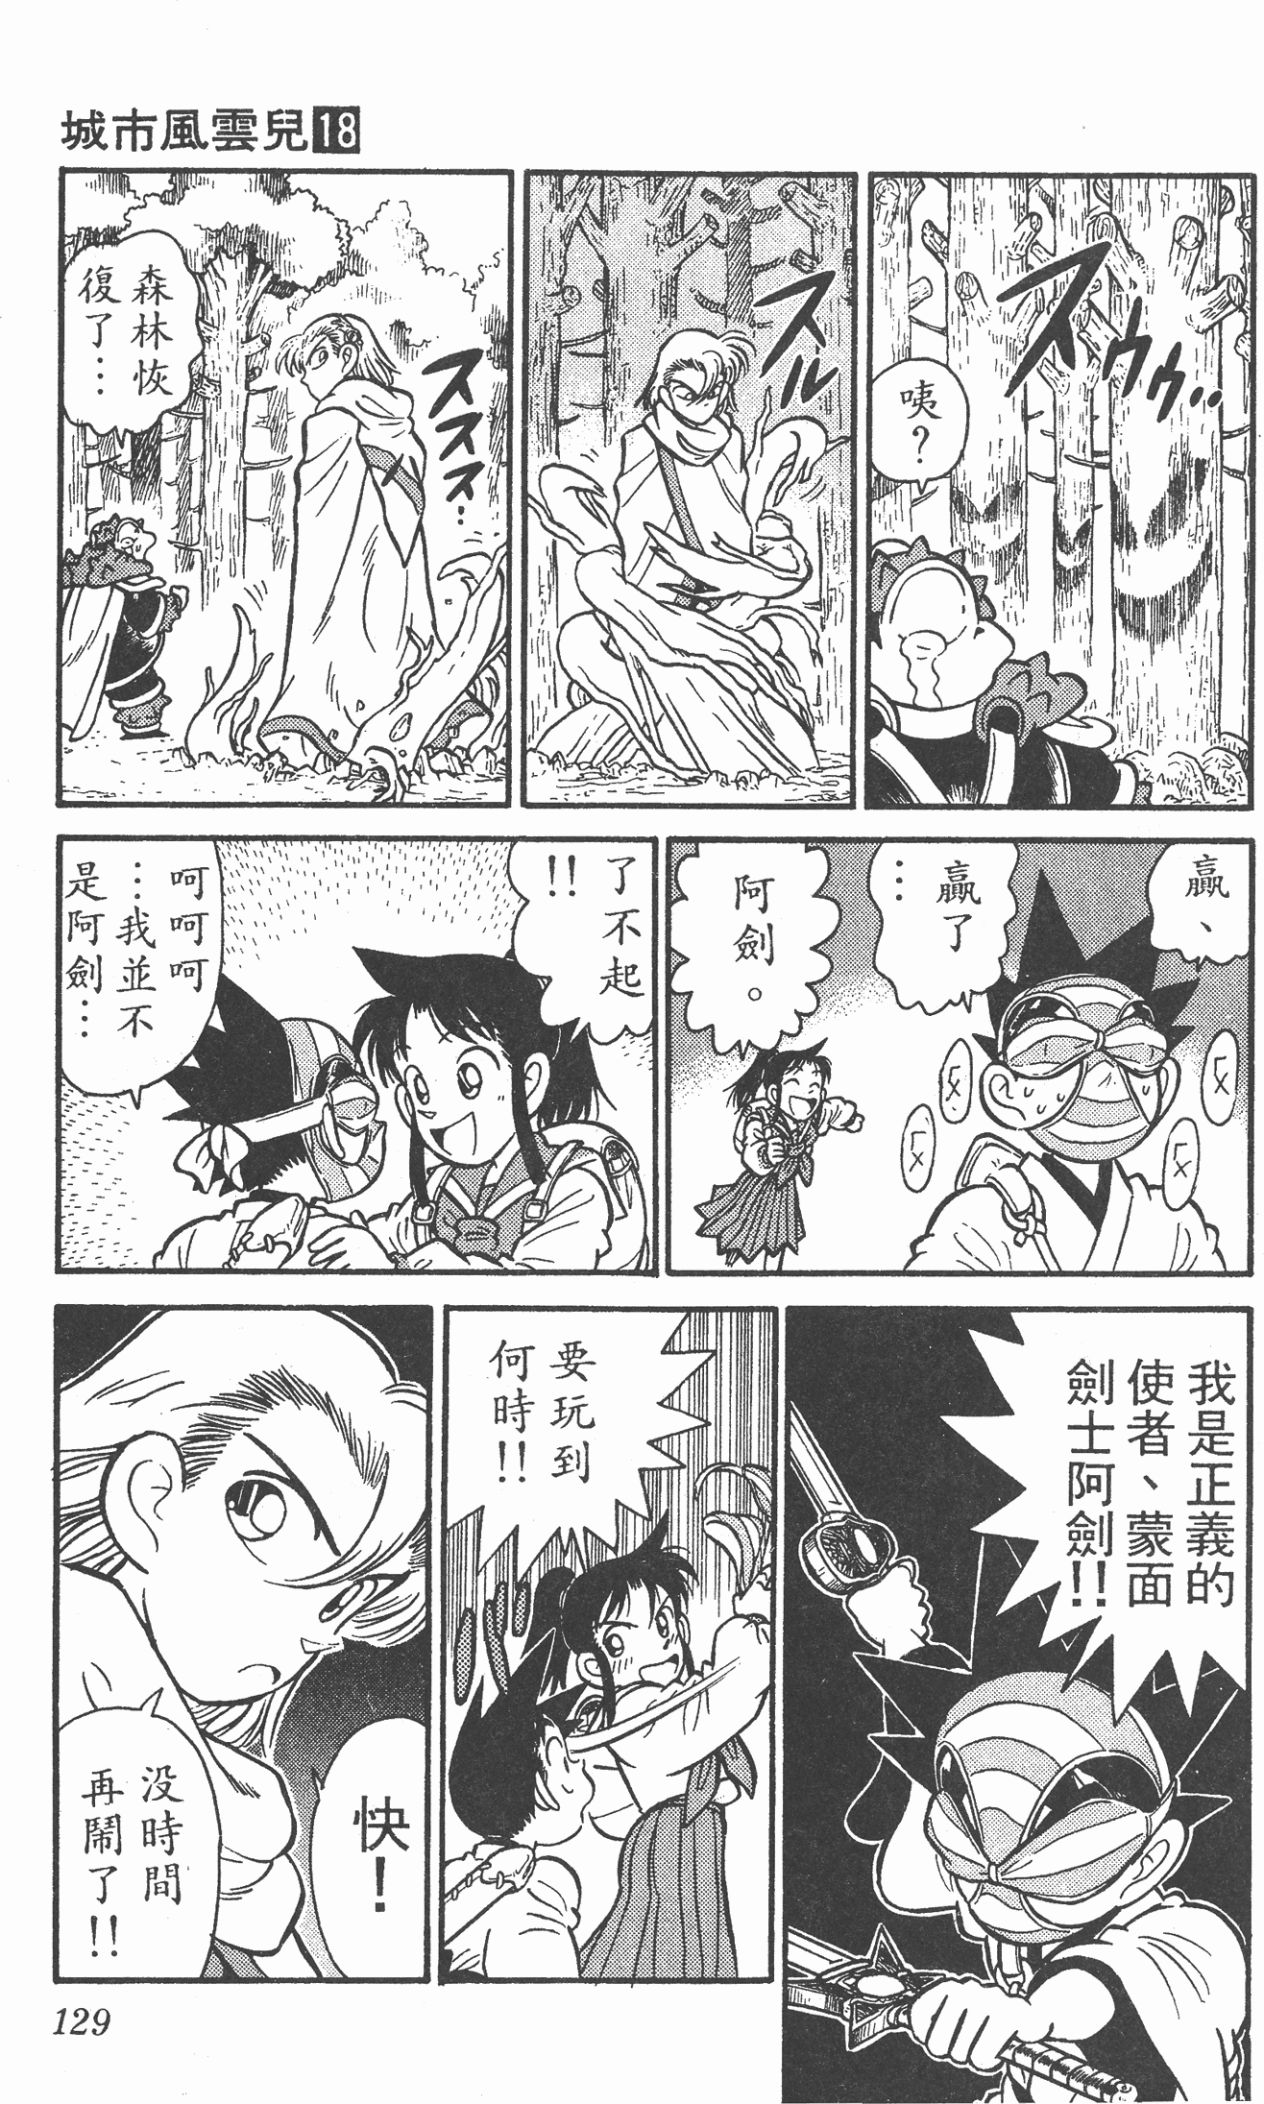 城市風雲兒18
スウゥ..
咦?
スル
ススス...
森林恢
復了…
贏、
贏了
…
阿劍。
了不起
!!
呵呵呵
…我並不
是阿劍…
我是正義的
使者、蒙面
劍士阿劍!!
要玩到
何時!!
快!
没時間
再鬧了!!
129